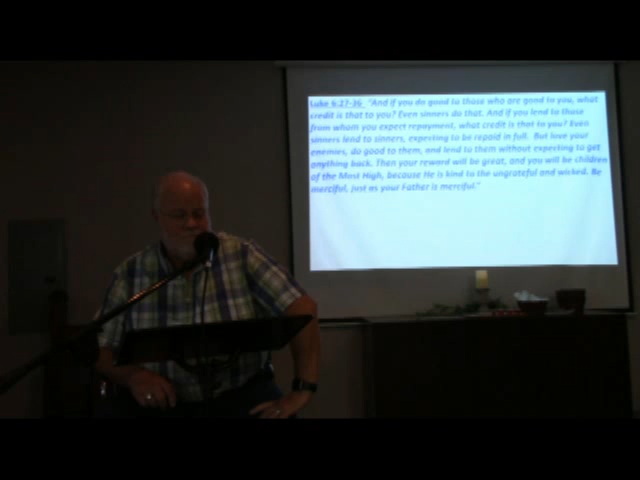 Luke 6:27-36  "And if you do good to those who are good to you, what
credit is that to you? Even sinners do that. And if you lend to those
from whom you expect repayment, what credit is that to you? Even
sinners lend to sinners, expecting to be repaid in full.  But love your
enemies, do good to them, and lend to them without expecting to get
anything back. Then your reward will be great, and you will be children
of the Most High, because He is kind to the ungrateful and wicked. Be
merciful, just as your Father is merciful."